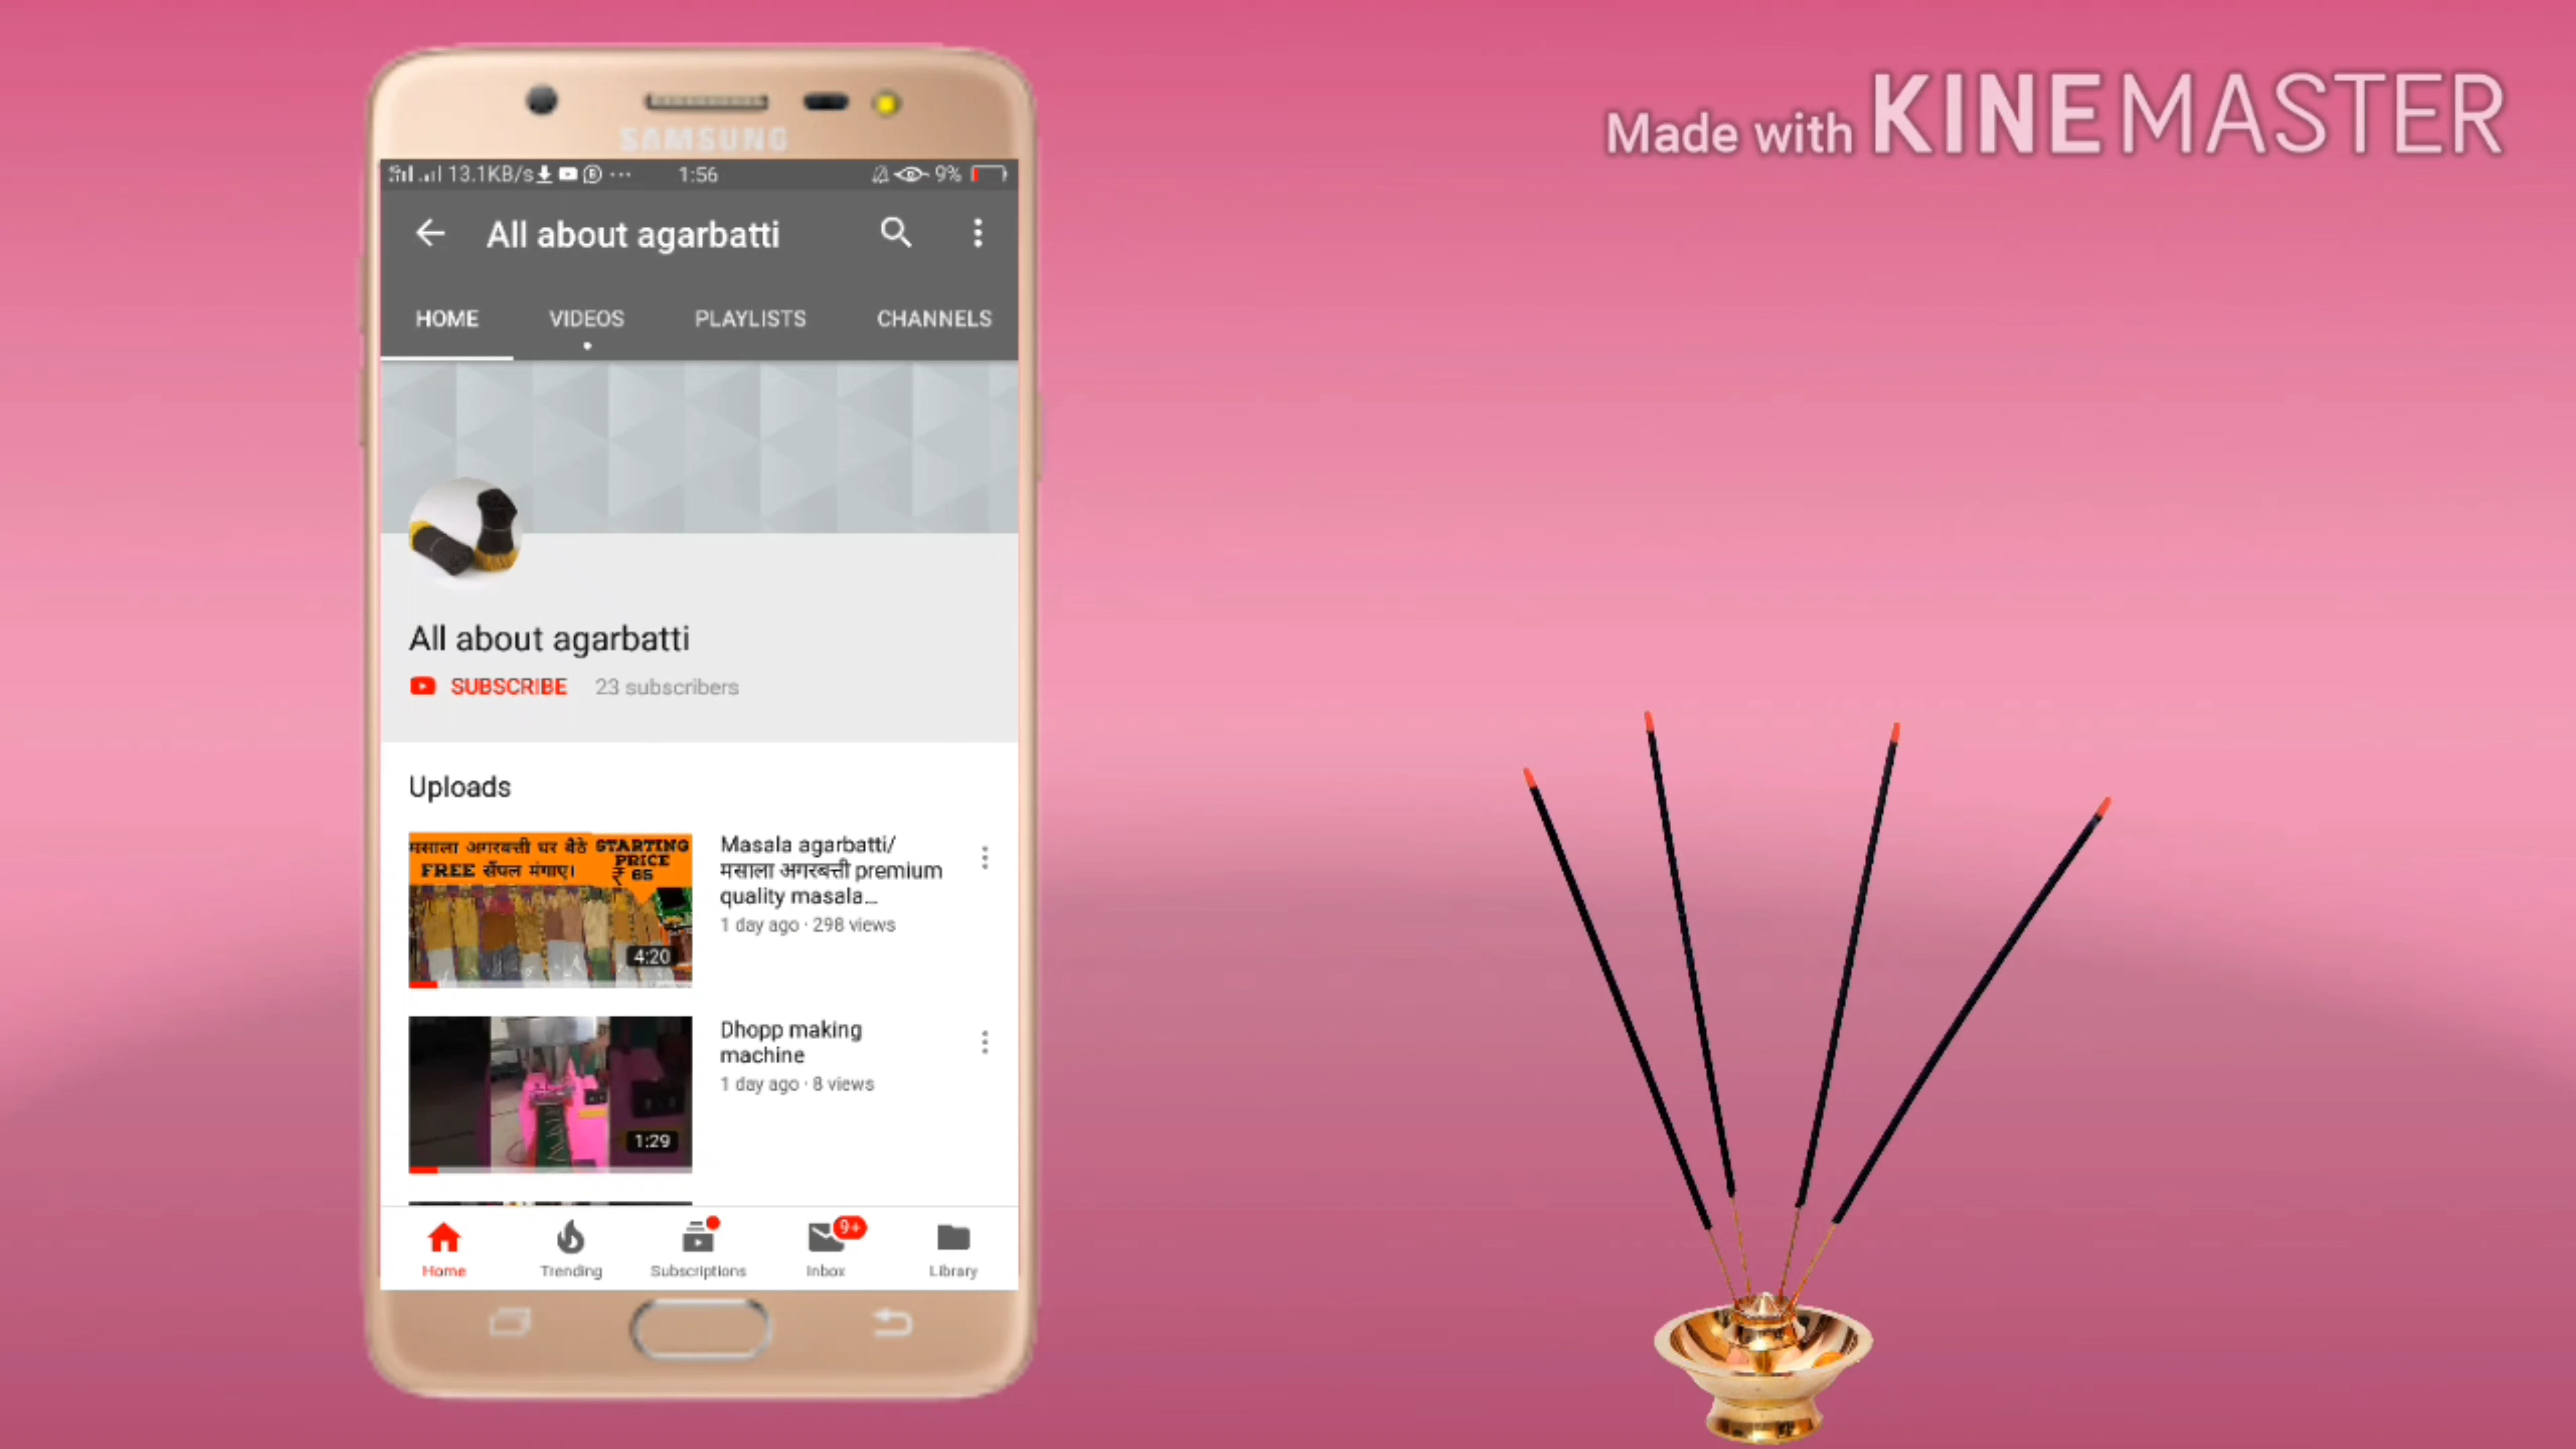 Made with KINEMASTER
SAMSUNG
13.1KB/s 1:56 9%
All about agarbatti
HOME VIDEOS PLAYLISTS CHANNELS
All about agarbatti
SUBSCRIBE 23 subscribers
Uploads
मसाला अगरबत्ती घर बैठे
FREE सैंपल मंगाए।
STARTING
PRICE
₹ 65
4:20
Masala agarbatti/
मसाला अगरबत्ती premium
quality masala...
1 day ago · 298 views
1:29
Dhopp making
machine
1 day ago · 8 views
9+
Home Trending Subscriptions Inbox Library